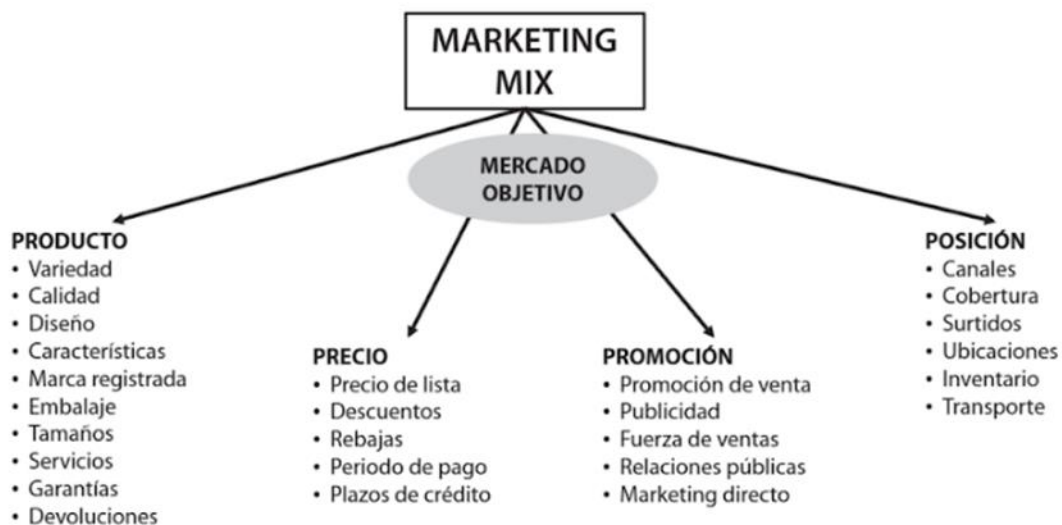 MARKETING
MIX
MERCADO
OBJETIVO
PRODUCTO
• Variedad
• Calidad
• Diseño
• Características
• Marca registrada
• Embalaje
• Tamaños
• Servicios
• Garantías
• Devoluciones
PRECIO
• Precio de lista
• Descuentos
• Rebajas
• Periodo de pago
• Plazos de crédito
PROMOCIÓN
• Promoción de venta
• Publicidad
• Fuerza de ventas
• Relaciones públicas
• Marketing directo
POSICIÓN
• Canales
• Cobertura
• Surtidos
• Ubicaciones
• Inventario
• Transporte